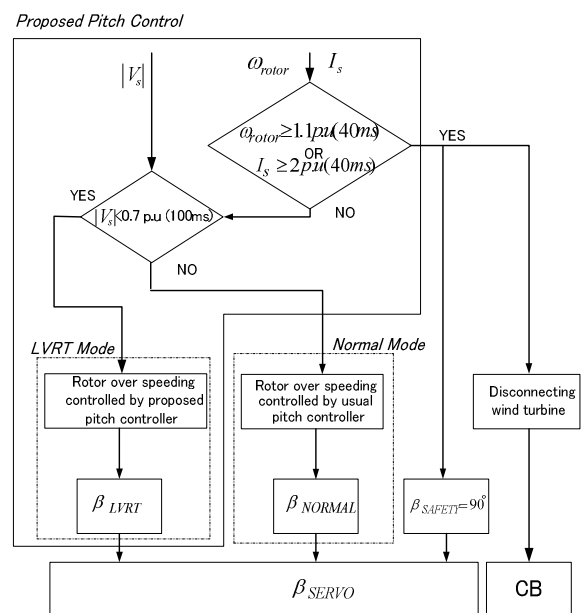 Proposed Pitch Control
|Vs|
ωrotor Is
ωrotor≥1.1p.u(40ms)
OR
Is≥2p.u(40ms)
YES
NO
YES
|Vs|<0.7 p.u (100ms)
NO
LVRT Mode
Normal Mode
Rotor over speeding
controlled by proposed
pitch controller
Rotor over speeding
controlled by usual
pitch controller
Disconnecting
wind turbine
βLVRT
βNORMAL
βSAFETY=90°
βSERVO
CB